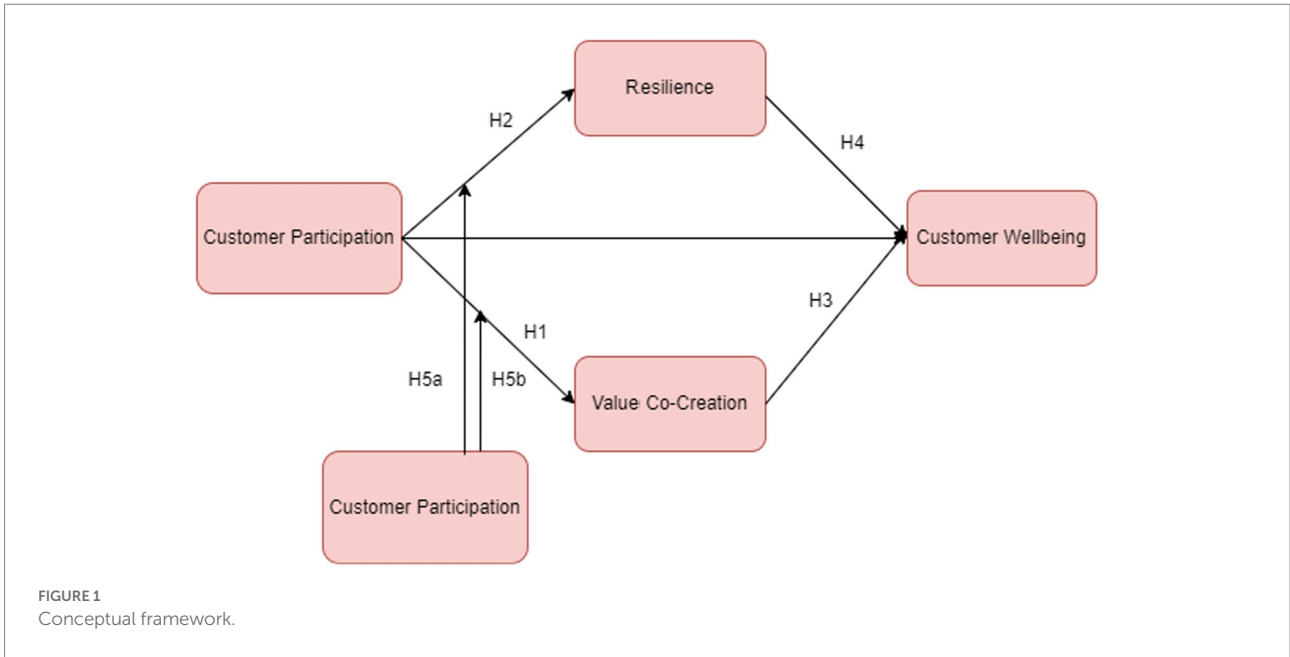 Resilience
H2
H4
Customer Participation
Customer Wellbeing
H3
H1
H5a
H5b
Value Co-Creation
Customer Participation
FIGURE 1
Conceptual framework.